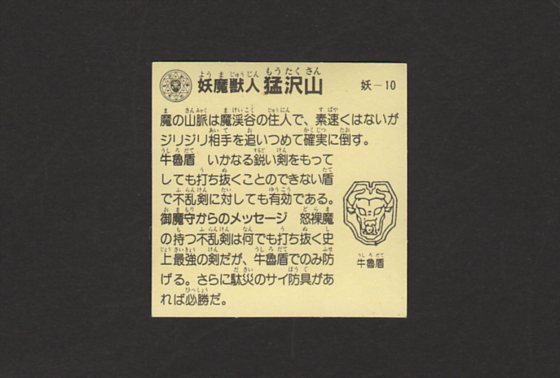 妖魔獣人 猛沢山 妖－10
魔の山脈は魔渓谷の住人で、素速くはないが
ジリジリ相手を追いつめて確実に倒す。
牛魯盾　いかなる鋭い剣をもって
しても打ち抜くことのできない盾
で不乱剣に対しても有効である。
御魔守からのメッセージ　怒裸魔
の持つ不乱剣は何でも打ち抜く史
上最強の剣だが、牛魯盾でのみ防
げる。さらに駄災のサイ防具があ
れば必勝だ。
牛魯盾